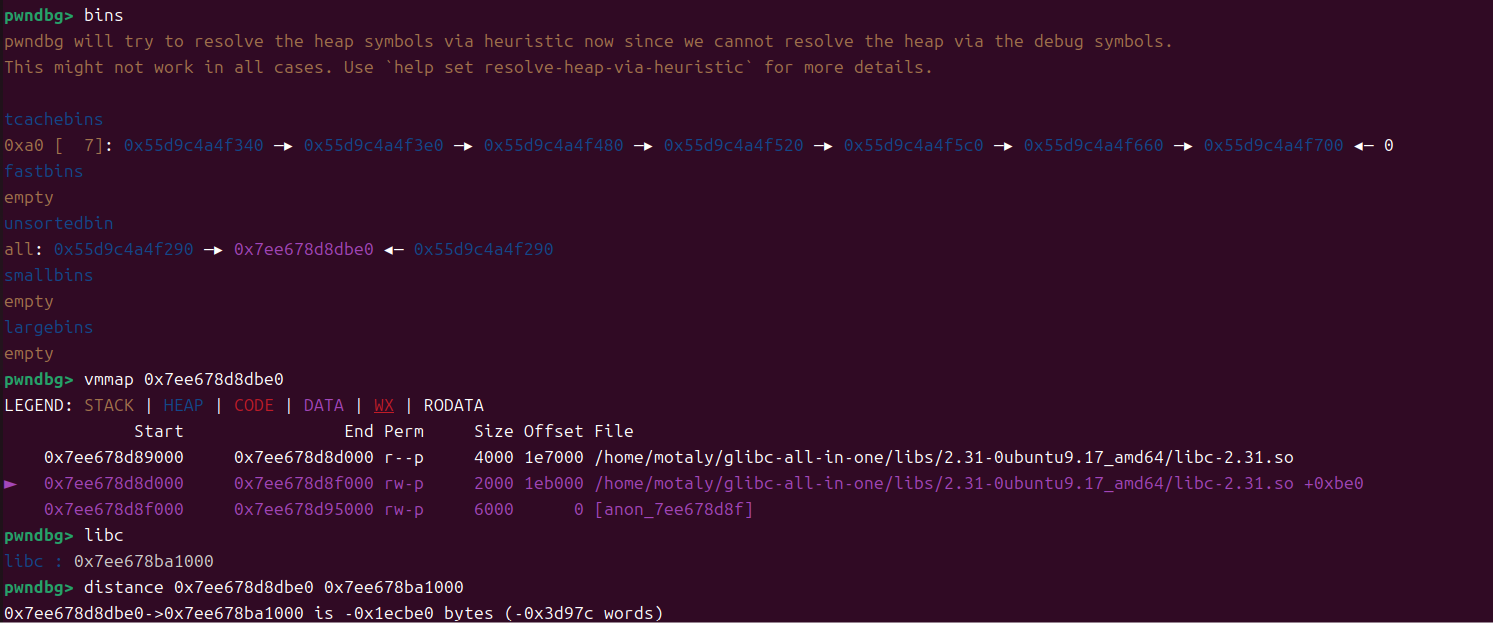 pwndbg> bins
pwndbg will try to resolve the heap symbols via heuristic now since we cannot resolve the heap via the debug symbols.
This might not work in all cases. Use `help set resolve-heap-via-heuristic` for more details.
tcachebins
0xa0 [  7]: 0x55d9c4a4f340 —▸ 0x55d9c4a4f3e0 —▸ 0x55d9c4a4f480 —▸ 0x55d9c4a4f520 —▸ 0x55d9c4a4f5c0 —▸ 0x55d9c4a4f660 —▸ 0x55d9c4a4f700 ◂— 0
fastbins
empty
unsortedbin
all: 0x55d9c4a4f290 —▸ 0x7ee678d8dbe0 ◂— 0x55d9c4a4f290
smallbins
empty
largebins
empty
pwndbg> vmmap 0x7ee678d8dbe0
LEGEND: STACK | HEAP | CODE | DATA | WX | RODATA
             Start                End Perm     Size Offset File
    0x7ee678d89000     0x7ee678d8d000 r--p     4000 1e7000 /home/motaly/glibc-all-in-one/libs/2.31-0ubuntu9.17_amd64/libc-2.31.so
►   0x7ee678d8d000     0x7ee678d8f000 rw-p     2000 1eb000 /home/motaly/glibc-all-in-one/libs/2.31-0ubuntu9.17_amd64/libc-2.31.so +0xbe0
    0x7ee678d8f000     0x7ee678d95000 rw-p     6000      0 [anon_7ee678d8f]
pwndbg> libc
libc : 0x7ee678ba1000
pwndbg> distance 0x7ee678d8dbe0 0x7ee678ba1000
0x7ee678d8dbe0->0x7ee678ba1000 is -0x1ecbe0 bytes (-0x3d97c words)